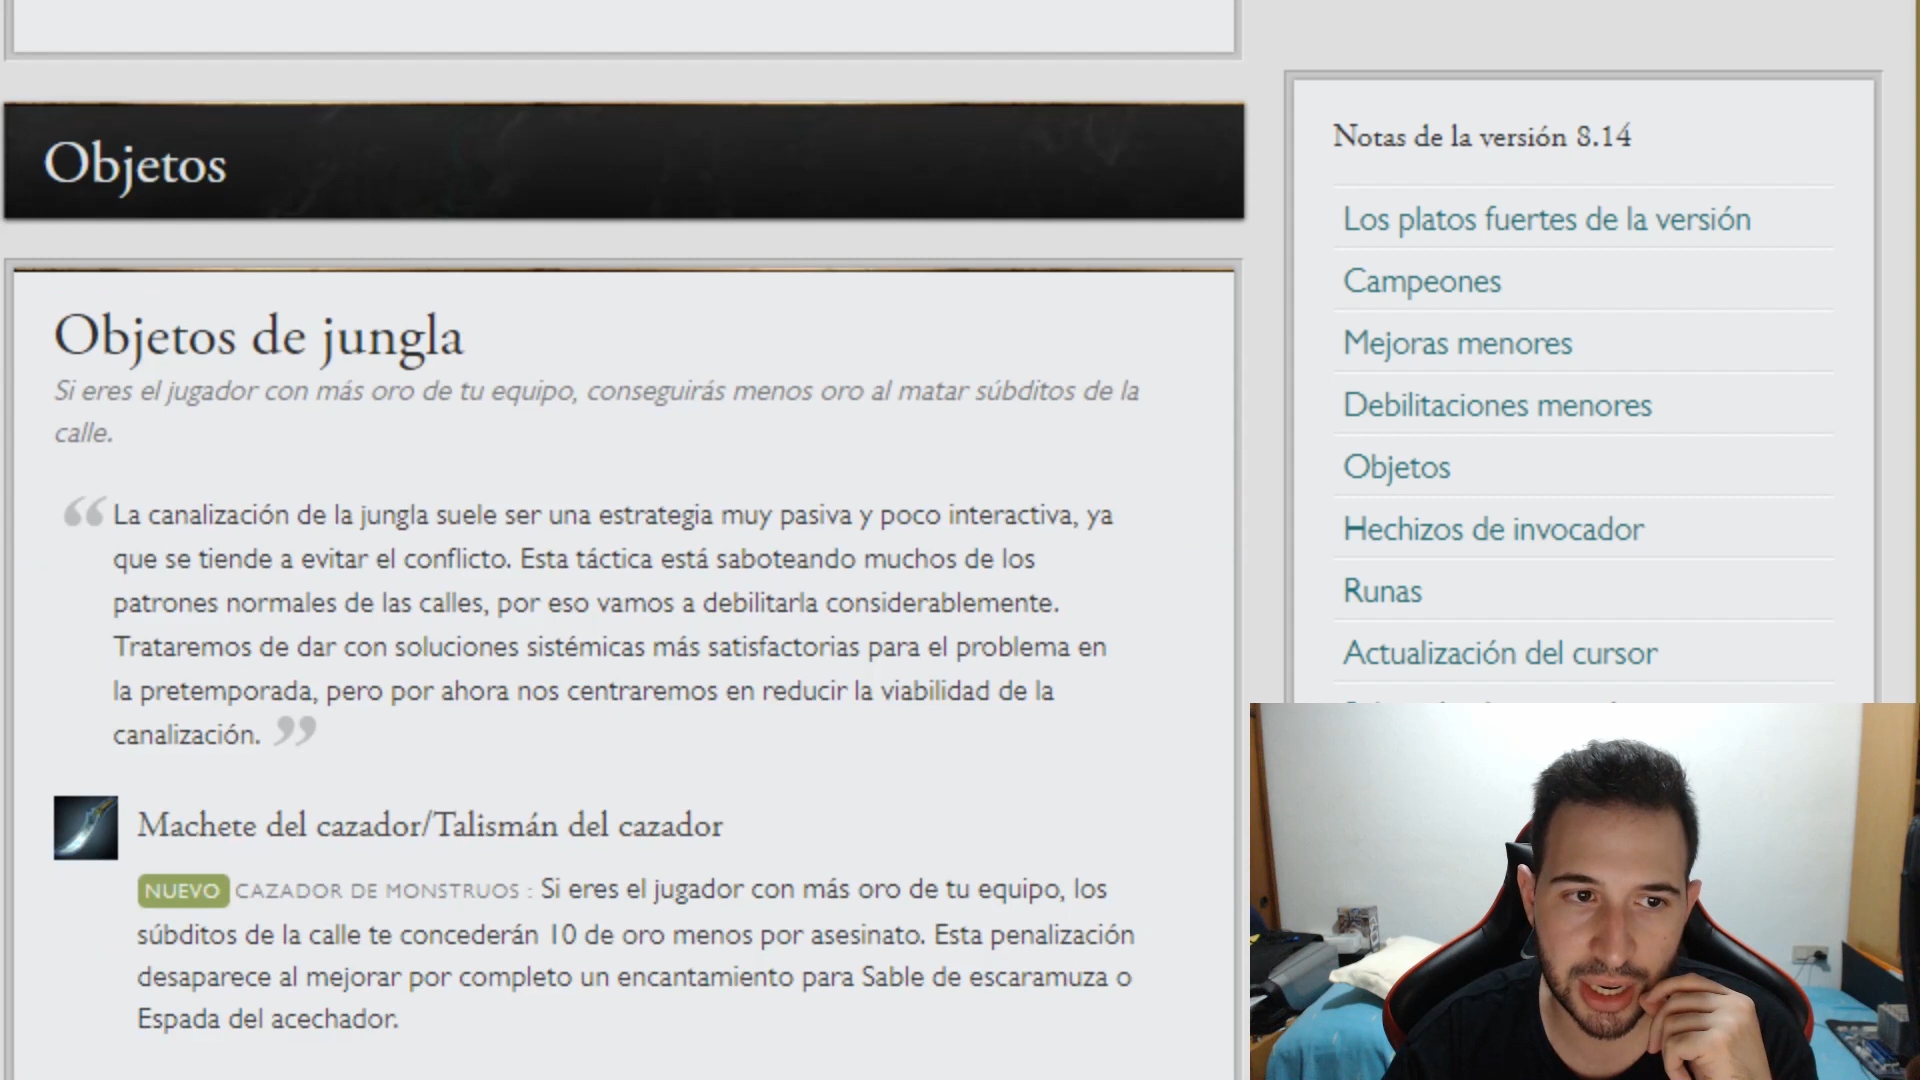 Objetos
Objetos de jungla
Si eres el jugador con más oro de tu equipo, conseguirás menos oro al matar súbditos de la
calle.
“ La canalización de la jungla suele ser una estrategia muy pasiva y poco interactiva, ya
que se tiende a evitar el conflicto. Esta táctica está saboteando muchos de los
patrones normales de las calles, por eso vamos a debilitarla considerablemente.
Trataremos de dar con soluciones sistémicas más satisfactorias para el problema en
la pretemporada, pero por ahora nos centraremos en reducir la viabilidad de la
canalización. ”
Machete del cazador/Talismán del cazador
NUEVO CAZADOR DE MONSTRUOS : Si eres el jugador con más oro de tu equipo, los
súbditos de la calle te concederán 10 de oro menos por asesinato. Esta penalización
desaparece al mejorar por completo un encantamiento para Sable de escaramuza o
Espada del acechador.
Notas de la versión 8.14
Los platos fuertes de la versión
Campeones
Mejoras menores
Debilitaciones menores
Objetos
Hechizos de invocador
Runas
Actualización del cursor